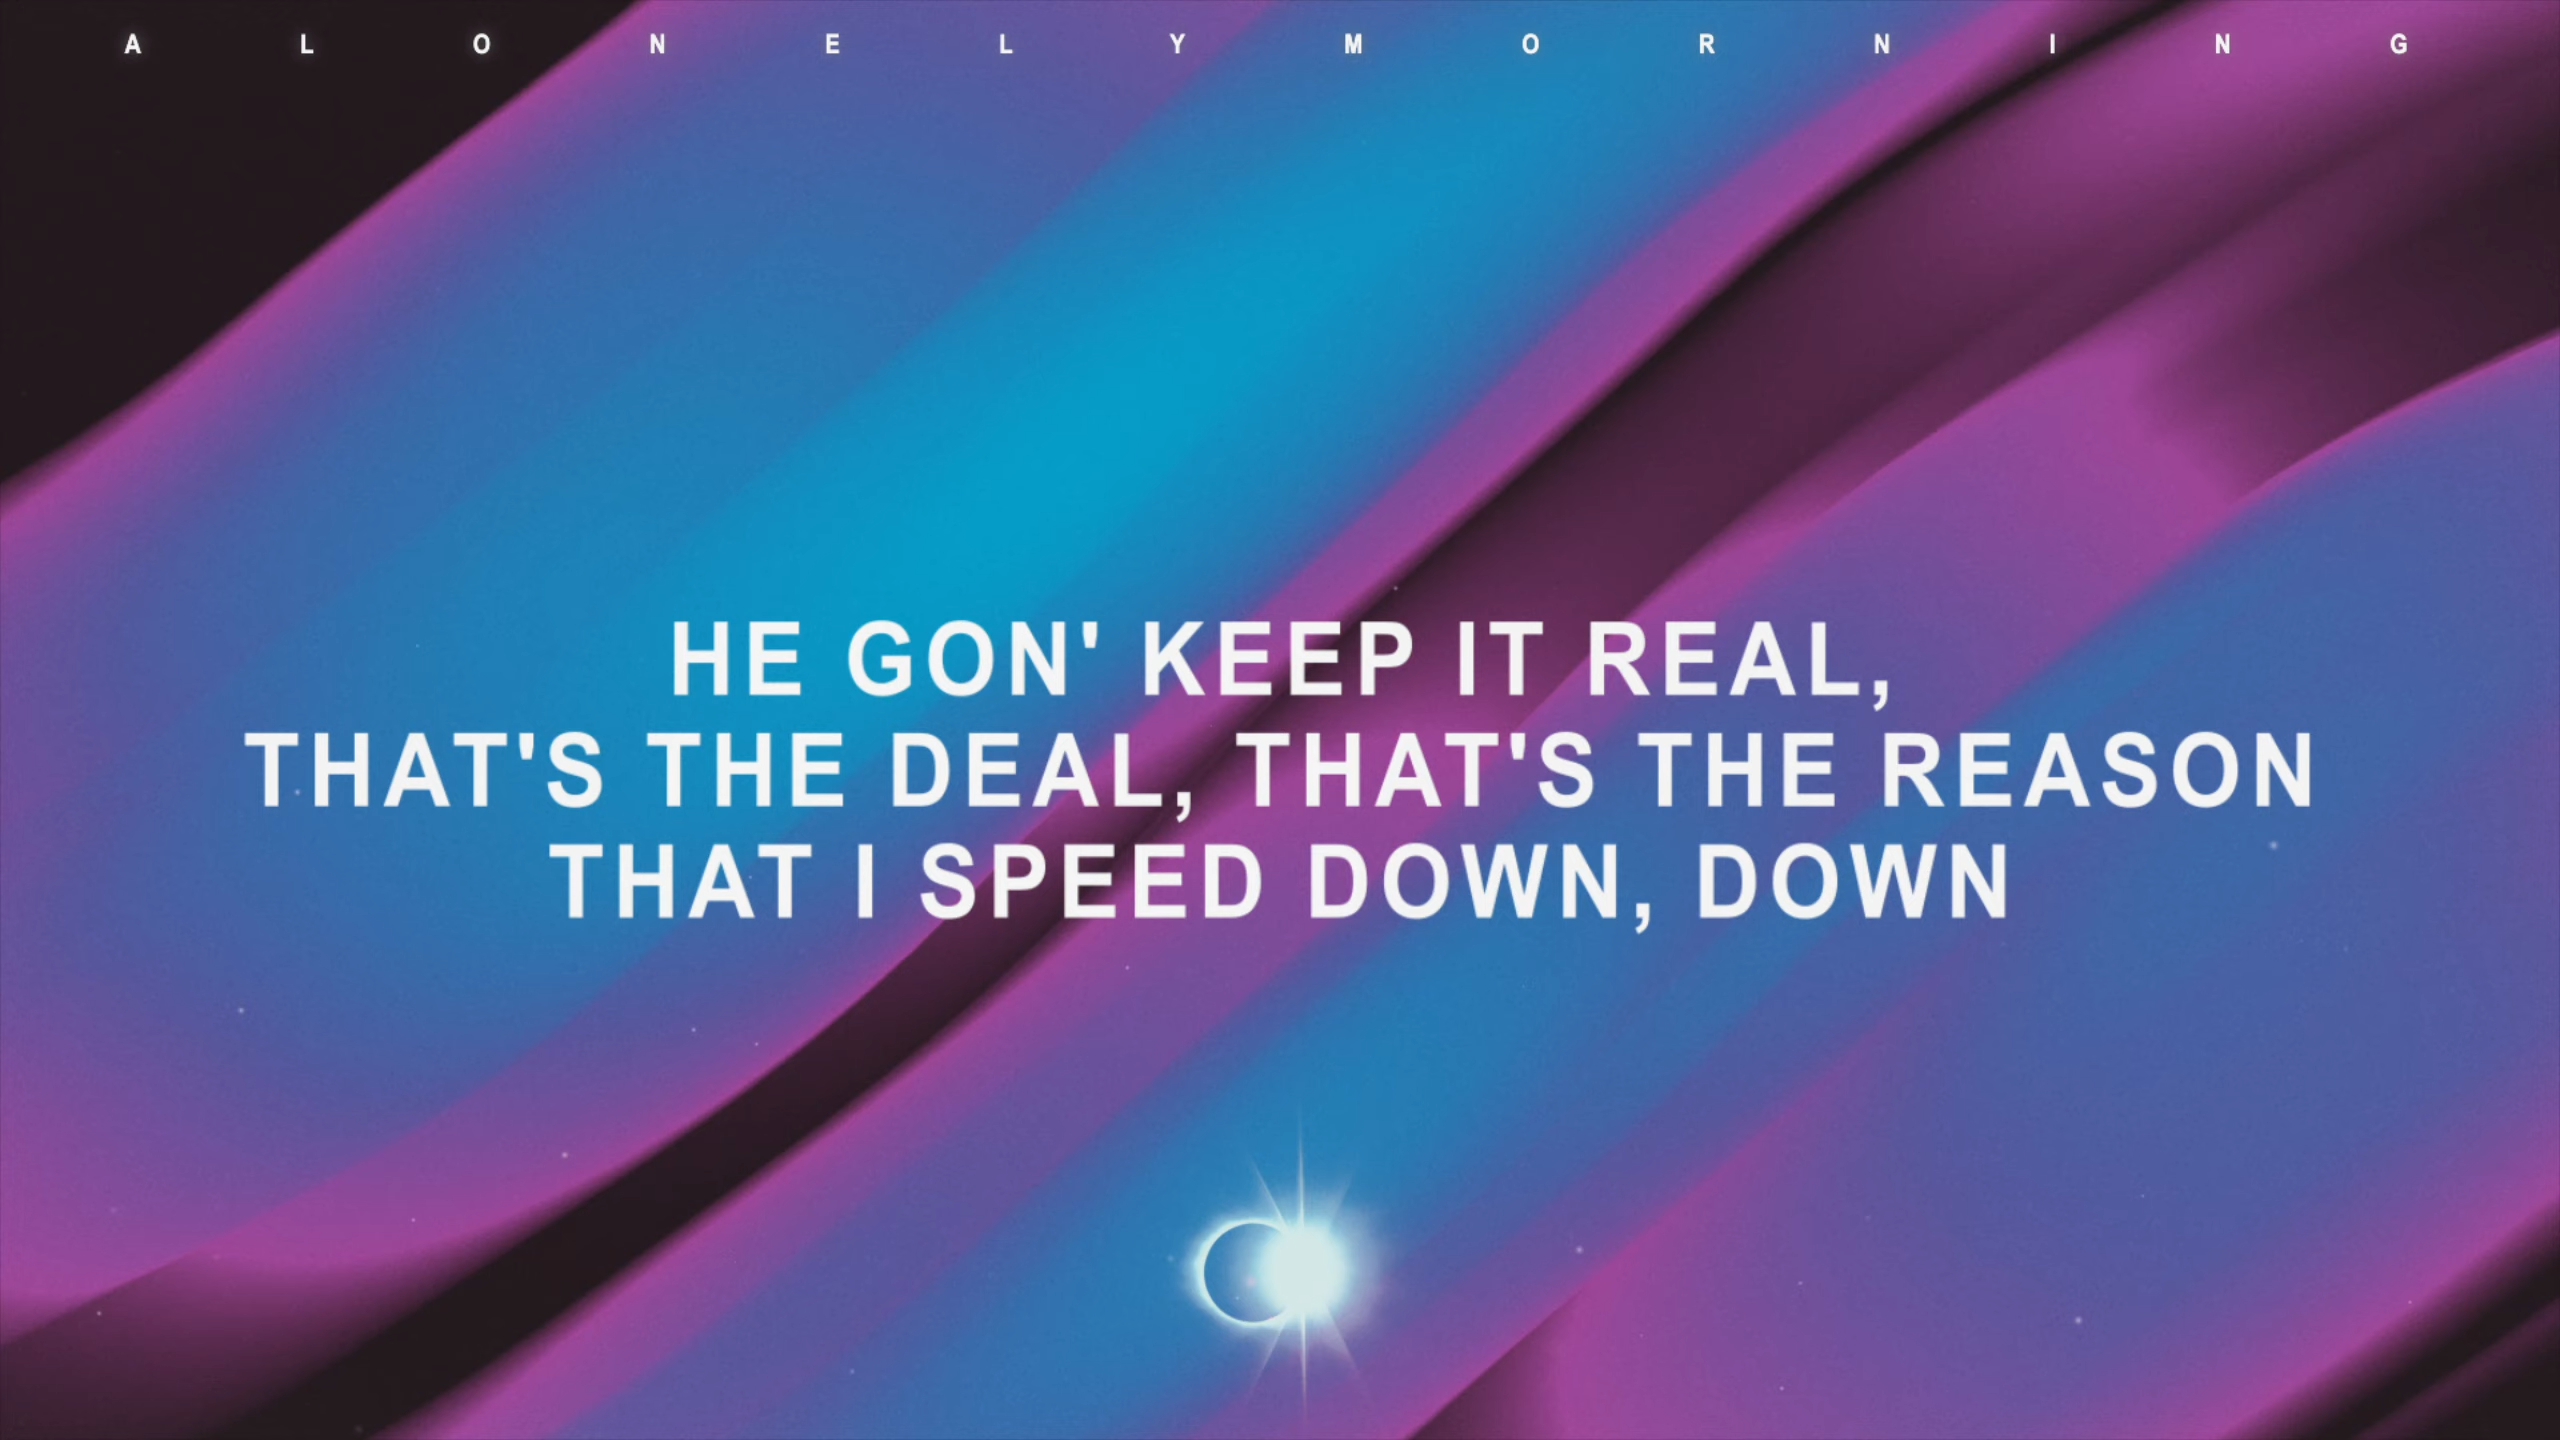 A L O N E L Y M O R N I N G
HE GON' KEEP IT REAL,
THAT'S THE DEAL, THAT'S THE REASON
THAT I SPEED DOWN, DOWN